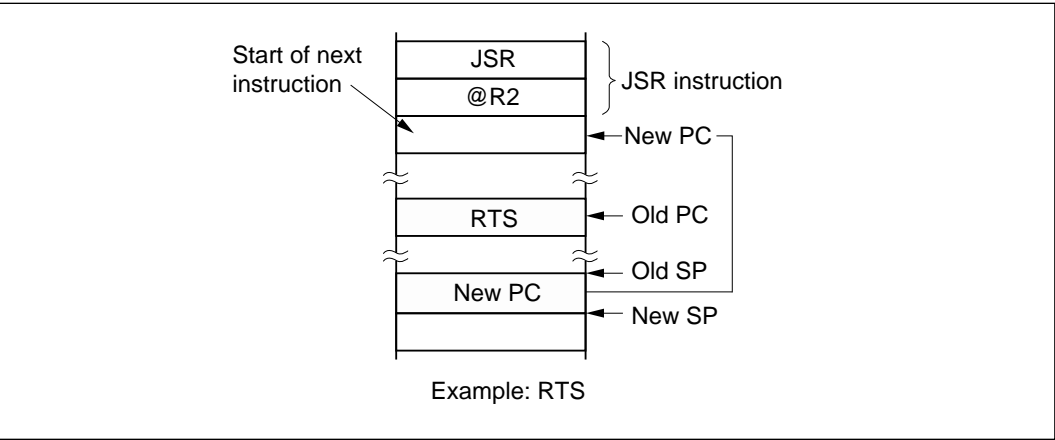 Start of next
instruction
JSR
@R2
JSR instruction
New PC
RTS
Old PC
Old SP
New PC
New SP
Example: RTS